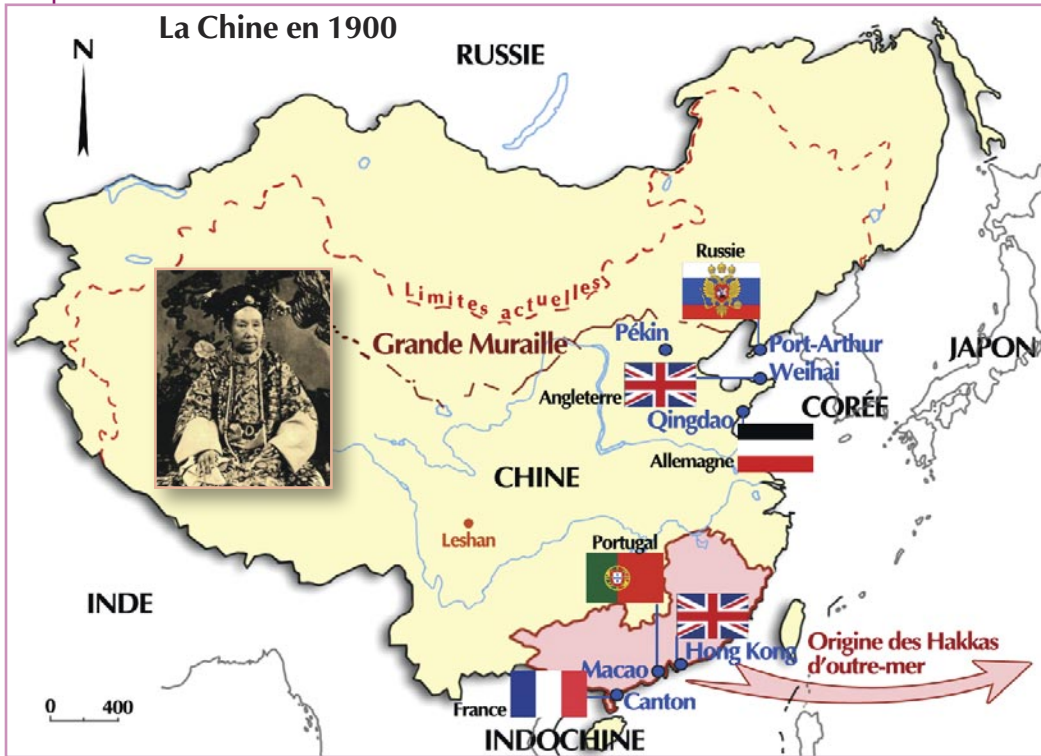 La Chine en 1900
N
RUSSIE
Russie
Limites actuelles
Grande Muraille
Pékin
Port-Arthur
JAPON
Weihai
Angleterre
CORÉE
Qingdao
Allemagne
CHINE
Leshan
Portugal
INDE
Origine des Hakkas
d'outre-mer
Hong Kong
Macao
0 400
France
Canton
INDOCHINE